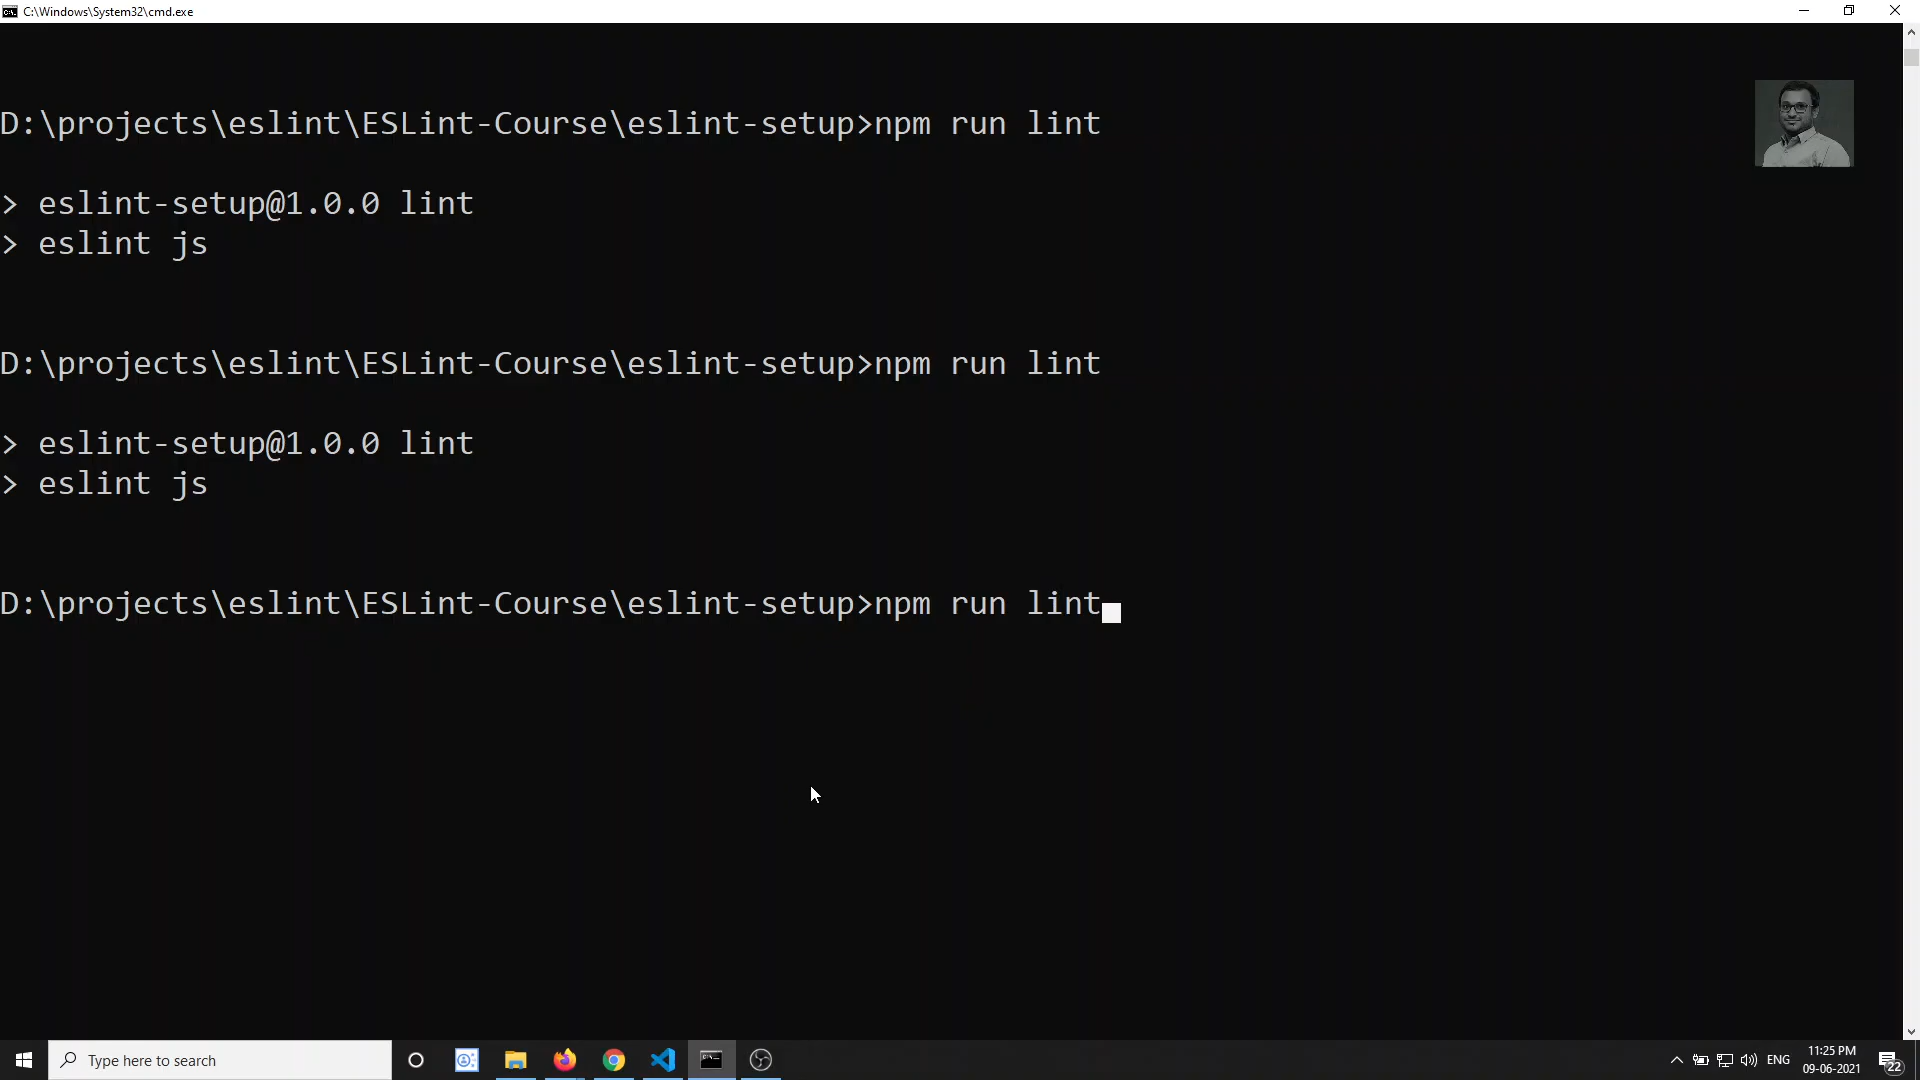 C:\Windows\System32\cmd.exe
D:\projects\eslint\ESLint-Course\eslint-setup>npm run lint
> eslint-setup@1.0.0 lint
> eslint js
D:\projects\eslint\ESLint-Course\eslint-setup>npm run lint
> eslint-setup@1.0.0 lint
> eslint js
D:\projects\eslint\ESLint-Course\eslint-setup>npm run lint
Type here to search
ENG
11:25 PM
09-06-2021
22